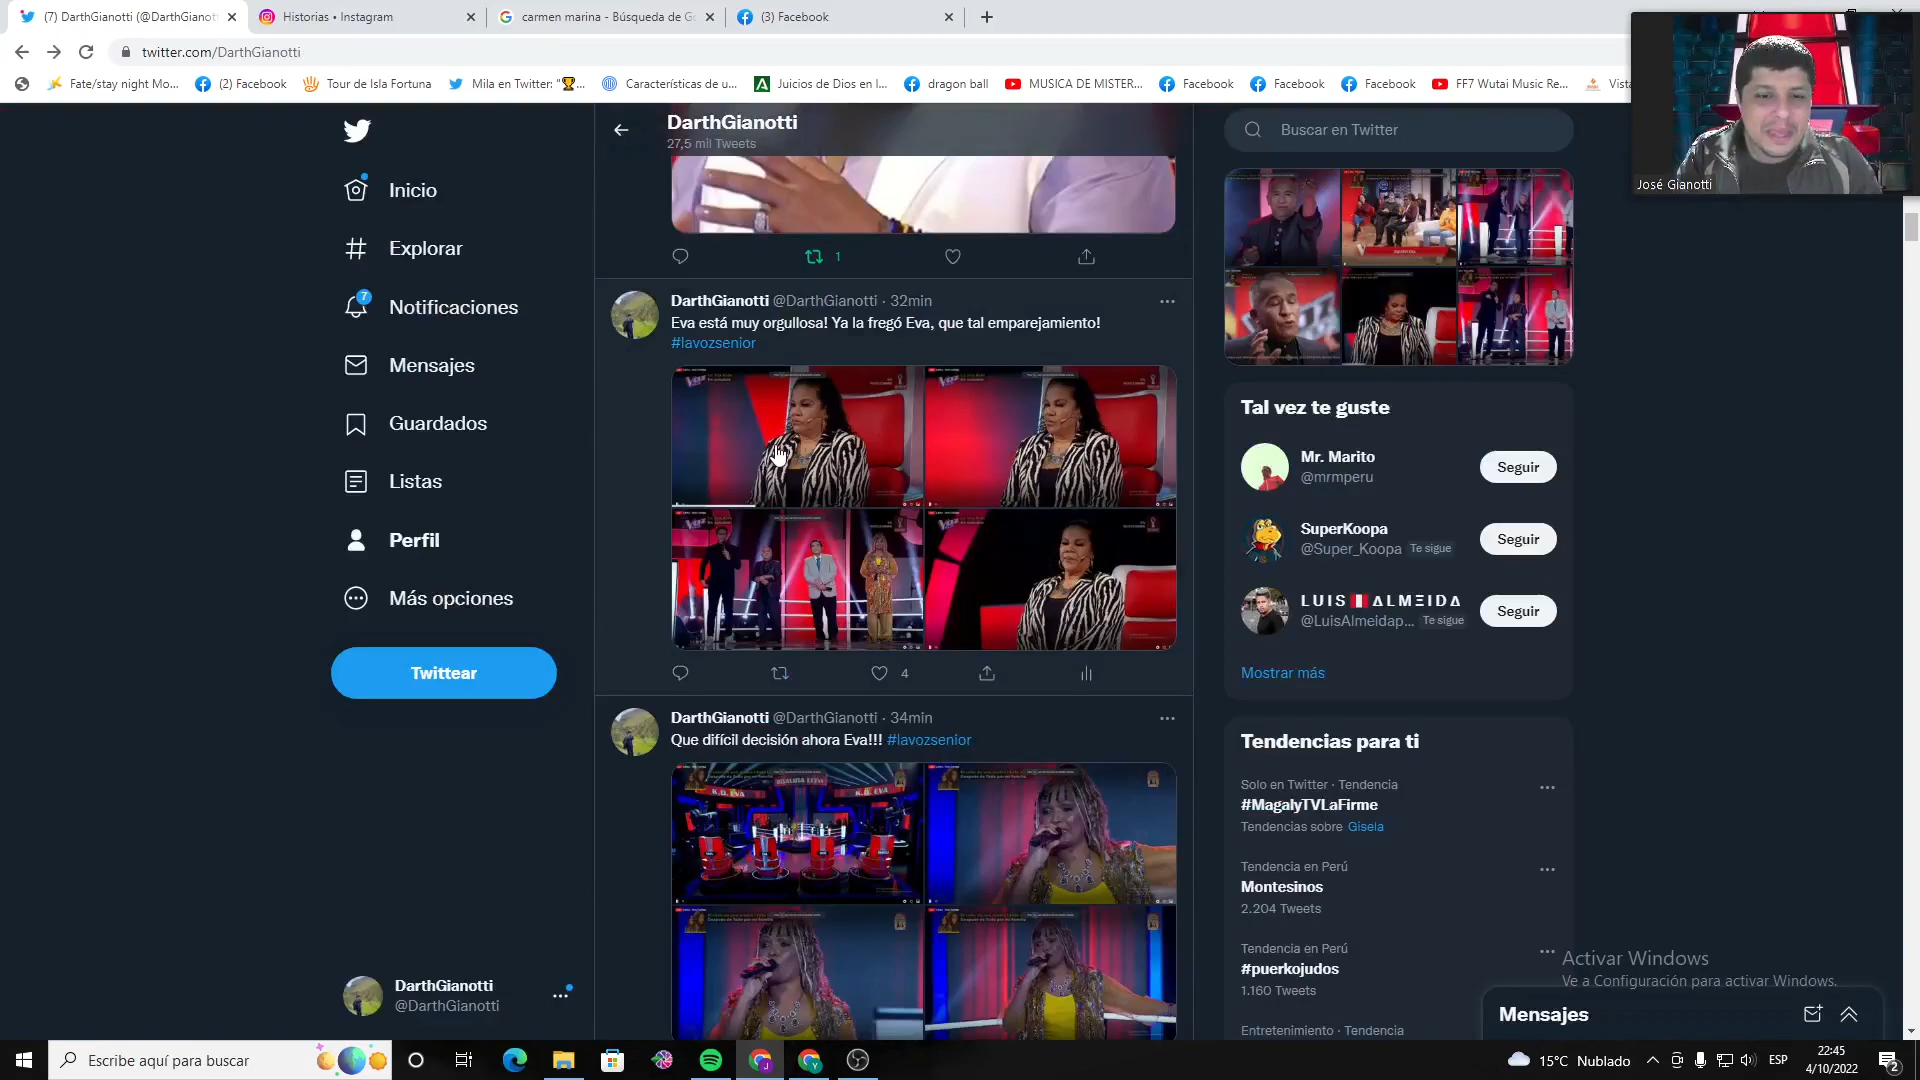 (7) DarthGianotti (@DarthGianot
Historias • Instagram
carmen marina - Búsqueda de Go
(3) Facebook
twitter.com/DarthGianotti
Fate/stay night Mo...
(2) Facebook
Tour de Isla Fortuna
Mila en Twitter: "🏆...
Características de u...
Juicios de Dios en l...
dragon ball
MUSICA DE MISTER...
Facebook
Facebook
Facebook
FF7 Wutai Music Re...
Vista
José Gianotti
Inicio
Explorar
7
Notificaciones
Mensajes
Guardados
Listas
Perfil
Más opciones
Twittear
DarthGianotti
@DarthGianotti
DarthGianotti
27,5 mil Tweets
1
DarthGianotti @DarthGianotti · 32min
Eva está muy orgullosa! Ya la fregó Eva, que tal emparejamiento!
#lavozsenior
4
DarthGianotti @DarthGianotti · 34min
Que difícil decisión ahora Eva!!! #lavozsenior
K.O. EVA
K.O. EVA
Buscar en Twitter
Tal vez te guste
Mr. Marito
@mrmperu
Seguir
SuperKoopa
@Super_Koopa Te sigue
Seguir
L U I S 🇵🇪 Δ L M Ξ I D Δ
@LuisAlmeidap... Te sigue
Seguir
Mostrar más
Tendencias para ti
Solo en Twitter · Tendencia
#MagalyTVLaFirme
Tendencias sobre Gisela
Tendencia en Perú
Montesinos
2.204 Tweets
Tendencia en Perú
#puerkojudos
1.160 Tweets
Entretenimiento · Tendencia
Activar Windows
Ve a Configuración para activar Windows.
Mensajes
Escribe aquí para buscar
15°C Nublado
ESP
22:45
4/10/2022
2